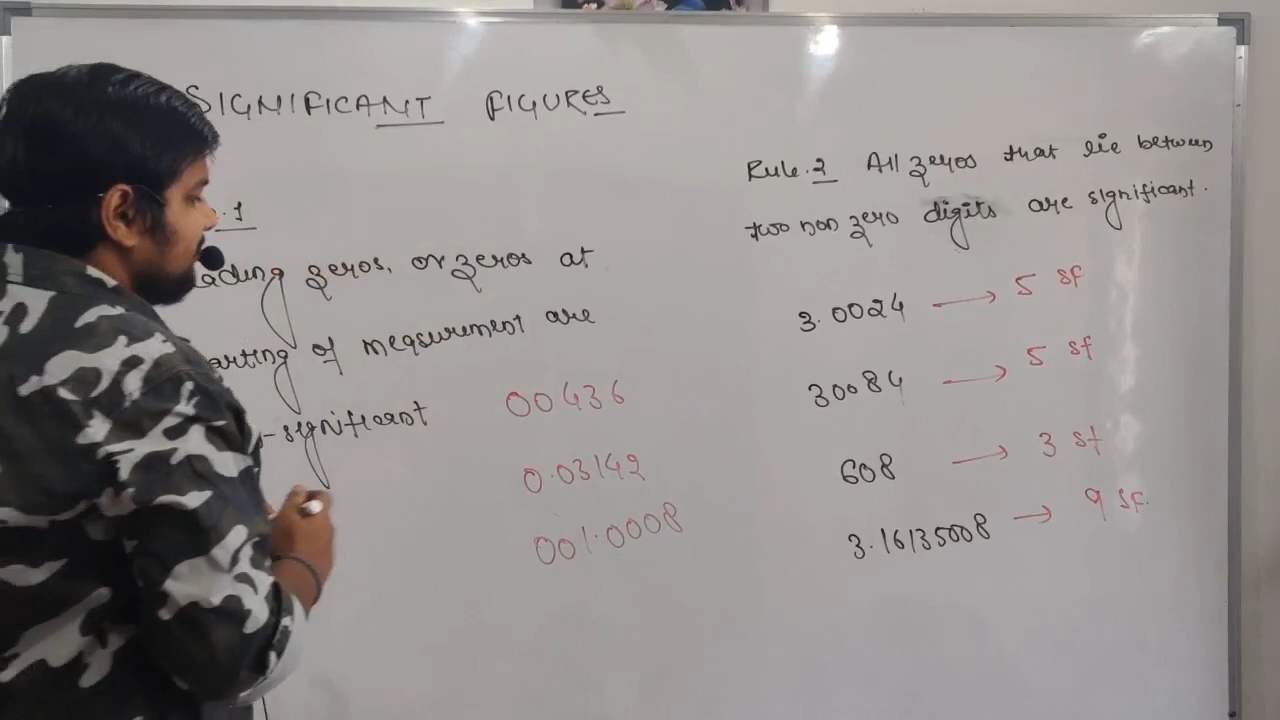 SIGNIFICANT FIGURES
. 1
ading zeros, or zeros at
arting of measurement are
-significant
00436
0.03142
001.0008
Rule.2 All zeros that lie between
two non zero digits are significant.
3.0024 → 5 sf
30084 → 5 sf
608 → 3 sf
3.16135008 → 9 sf.